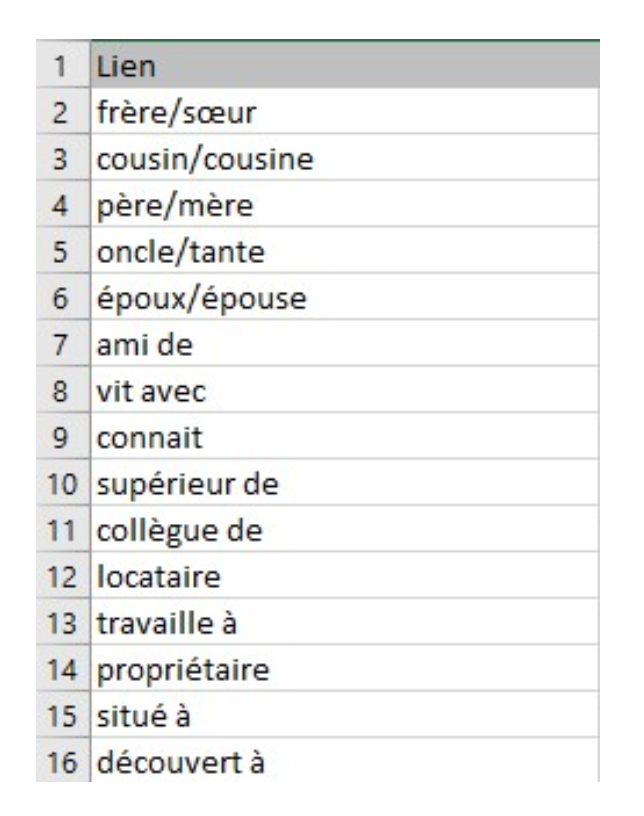 1 Lien
2 frère/sœur
3 cousin/cousine
4 père/mère
5 oncle/tante
6 époux/épouse
7 ami de
8 vit avec
9 connait
10 supérieur de
11 collègue de
12 locataire
13 travaille à
14 propriétaire
15 situé à
16 découvert à